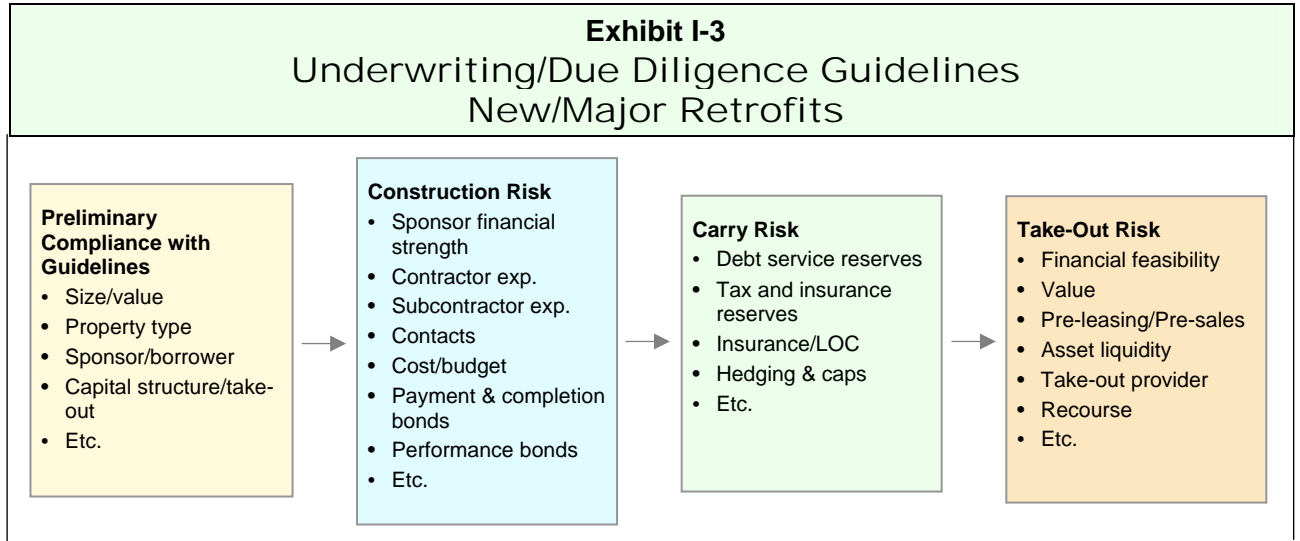 Exhibit I-3
Underwriting/Due Diligence Guidelines
New/Major Retrofits
Preliminary
Compliance with
Guidelines
• Size/value
• Property type
• Sponsor/borrower
• Capital structure/take-
out
• Etc.
Construction Risk
• Sponsor financial
strength
• Contractor exp.
• Subcontractor exp.
• Contacts
• Cost/budget
• Payment & completion
bonds
• Performance bonds
• Etc.
Carry Risk
• Debt service reserves
• Tax and insurance
reserves
• Insurance/LOC
• Hedging & caps
• Etc.
Take-Out Risk
• Financial feasibility
• Value
• Pre-leasing/Pre-sales
• Asset liquidity
• Take-out provider
• Recourse
• Etc.